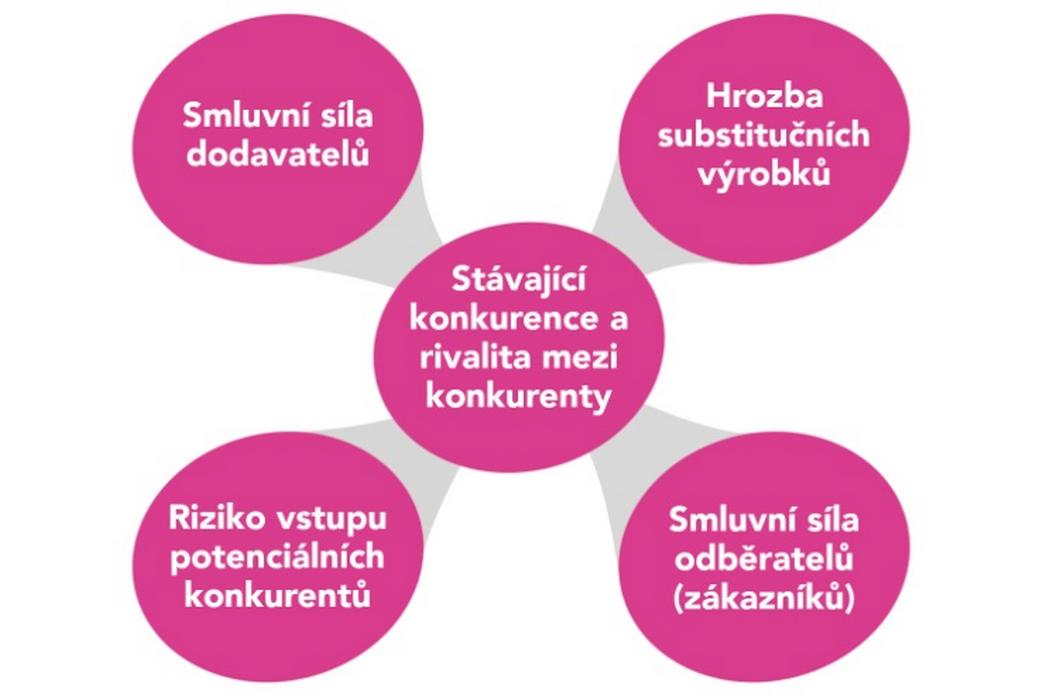 Smluvní síla
dodavatelů
Hrozba
substitučních
výrobků
Stávající
konkurence a
rivalita mezi
konkurenty
Riziko vstupu
potenciálních
konkurentů
Smluvní síla
odběratelů
(zákazníků)